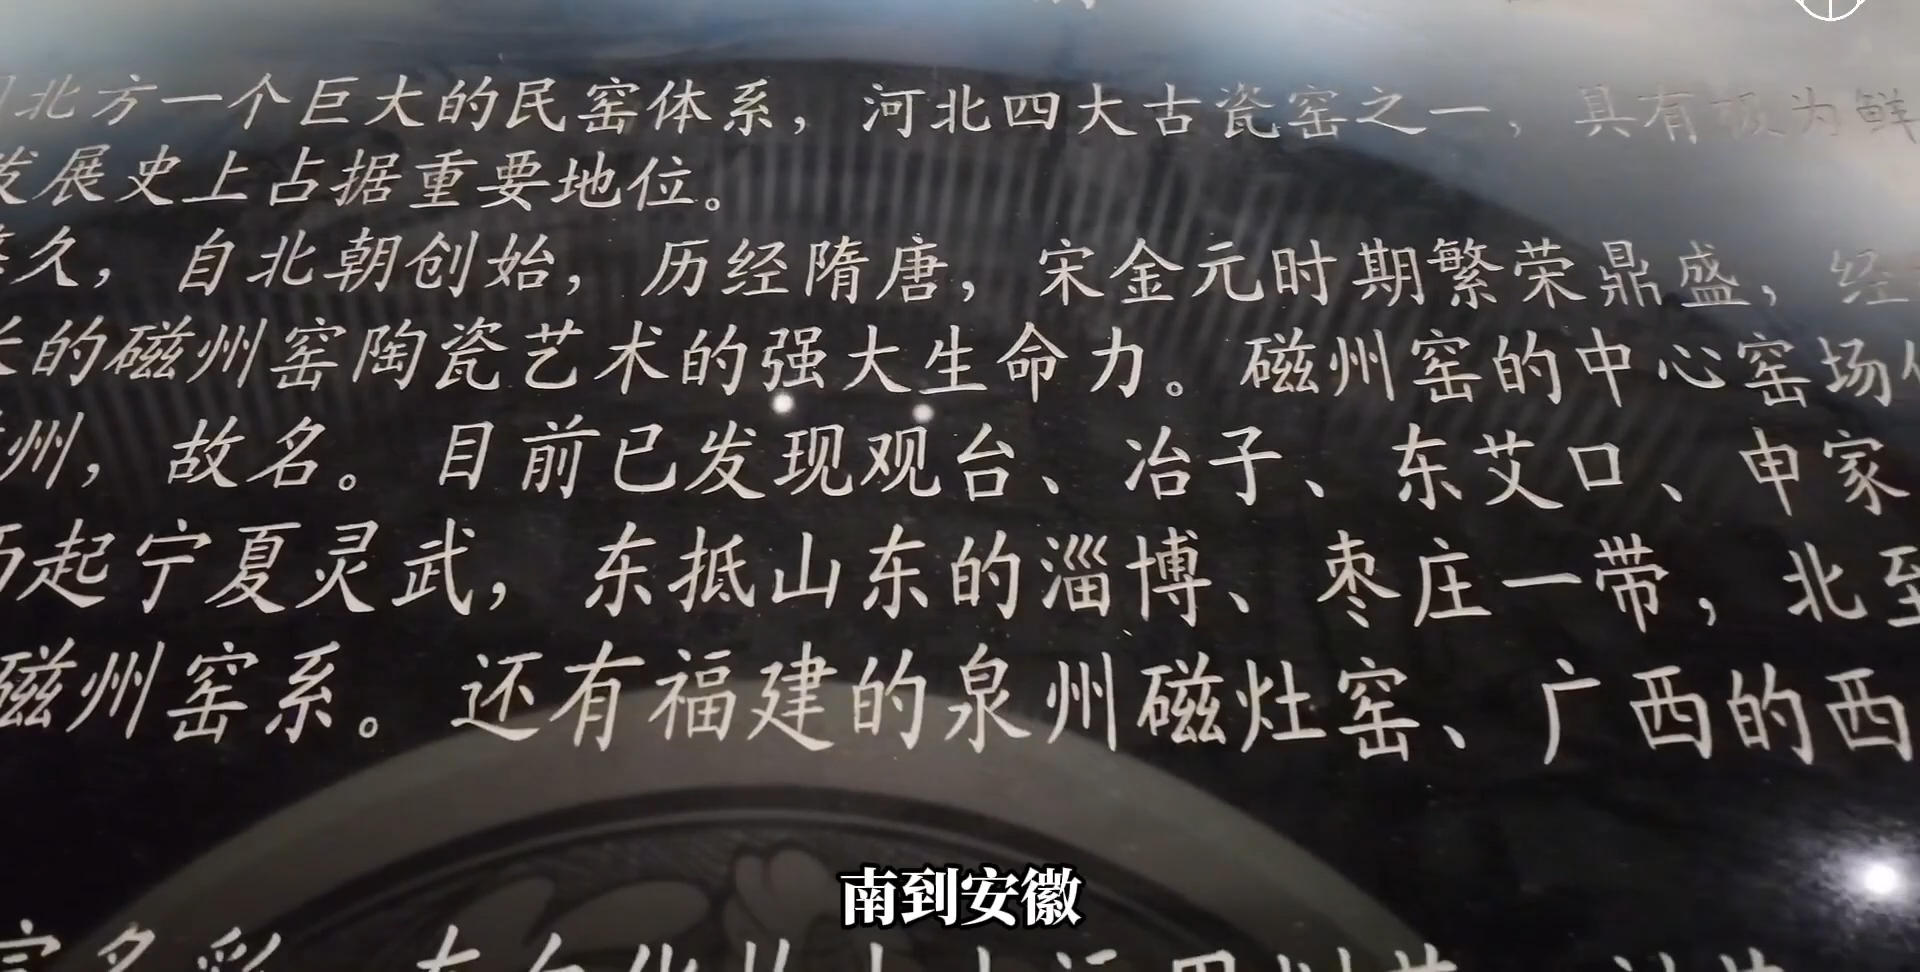 北方一个巨大的民窑体系，河北四大古瓷窑之一，具有极为鲜
发展史上占据重要地位。
久，自北朝创始，历经隋唐，宋金元时期繁荣鼎盛，经
的磁州窑陶瓷艺术的强大生命力。磁州窑的中心窑场
州，故名。目前已发现观台、冶子、东艾口、申家
起宁夏灵武，东抵山东的淄博、枣庄一带，北至
磁州窑系。还有福建的泉州磁灶窑、广西的西
南到安徽
多彩